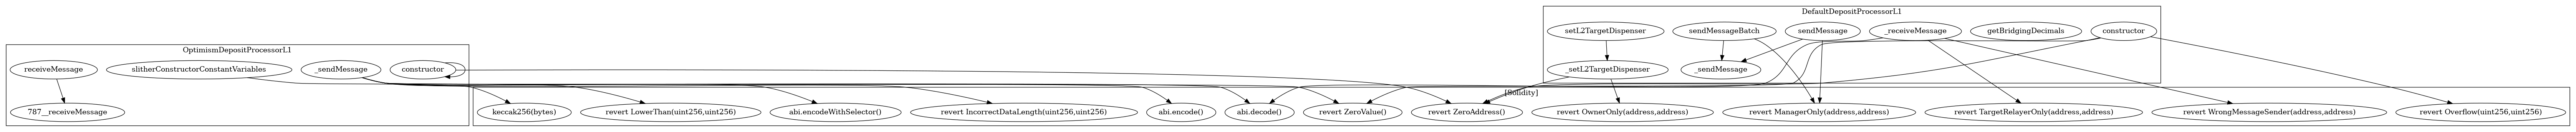 DefaultDepositProcessorL1
setL2TargetDispenser
sendMessageBatch
sendMessage
_receiveMessage
getBridgingDecimals
constructor
_setL2TargetDispenser
_sendMessage
OptimismDepositProcessorL1
receiveMessage
slitherConstructorConstantVariables
_sendMessage
constructor
787__receiveMessage
[Solidity]
keccak256(bytes)
revert LowerThan(uint256,uint256)
abi.encodeWithSelector()
revert IncorrectDataLength(uint256,uint256)
abi.encode()
abi.decode()
revert ZeroValue()
revert ZeroAddress()
revert OwnerOnly(address,address)
revert ManagerOnly(address,address)
revert TargetRelayerOnly(address,address)
revert WrongMessageSender(address,address)
revert Overflow(uint256,uint256)